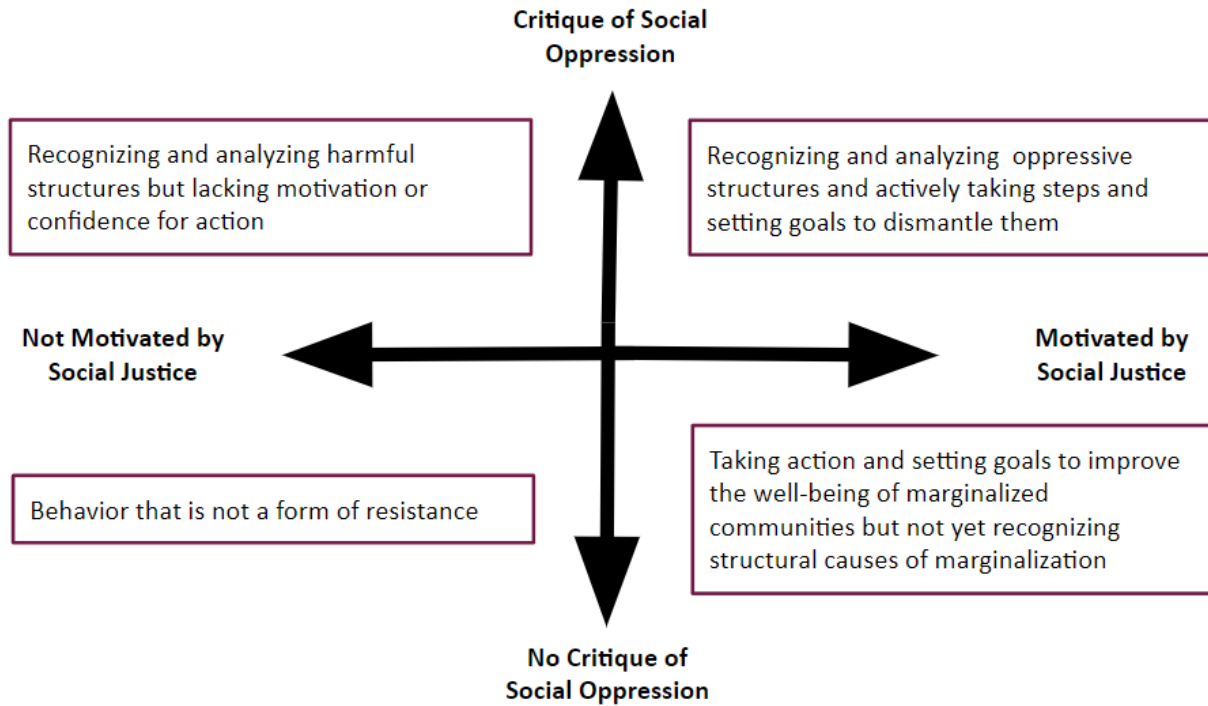 Critique of Social
Oppression
Recognizing and analyzing harmful
structures but lacking motivation or
confidence for action
Recognizing and analyzing  oppressive
structures and actively taking steps and
setting goals to dismantle them
Not Motivated by
Social Justice
Motivated by
Social Justice
Behavior that is not a form of resistance
Taking action and setting goals to improve
the well-being of marginalized
communities but not yet recognizing
structural causes of marginalization
No Critique of
Social Oppression